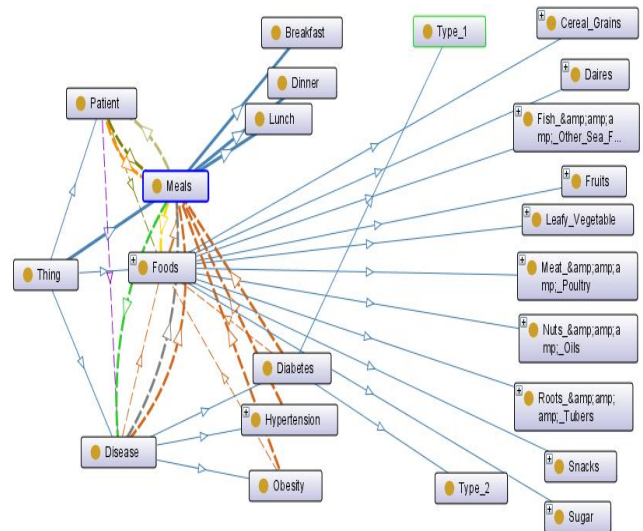 Breakfast
Type_1
Cereal_Grains
Dinner
Daires
Patient
Lunch
Fish_&amp;amp;a
mp;_Other_Sea_F...
Meals
Fruits
Leafy_Vegetable
Thing
Foods
Meat_&amp;amp;a
mp;_Poultry
Nuts_&amp;amp;a
mp;_Oils
Diabetes
Roots_&amp;amp;
amp;_Tubers
Hypertension
Disease
Snacks
Obesity
Type_2
Sugar